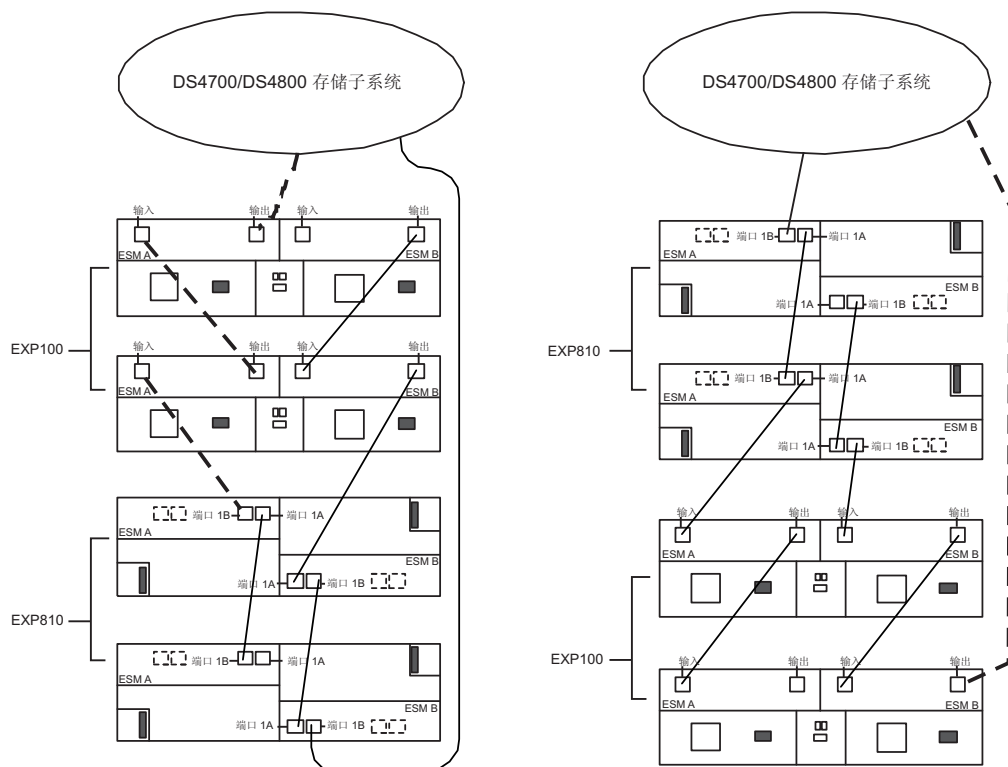 DS4700/DS4800 存储子系统
输入 输出 输入 输出
ESM A ESM B
EXP100
输入 输出 输入 输出
ESM A ESM B
端口 1B 端口 1A
ESM A ESM B
端口 1A 端口 1B
EXP810
端口 1B 端口 1A
ESM A ESM B
端口 1A 端口 1B
DS4700/DS4800 存储子系统
端口 1B 端口 1A
ESM A ESM B
端口 1A 端口 1B
EXP810
端口 1B 端口 1A
ESM A ESM B
端口 1A 端口 1B
输入 输出 输入 输出
ESM A ESM B
EXP100
输入 输出 输入 输出
ESM A ESM B